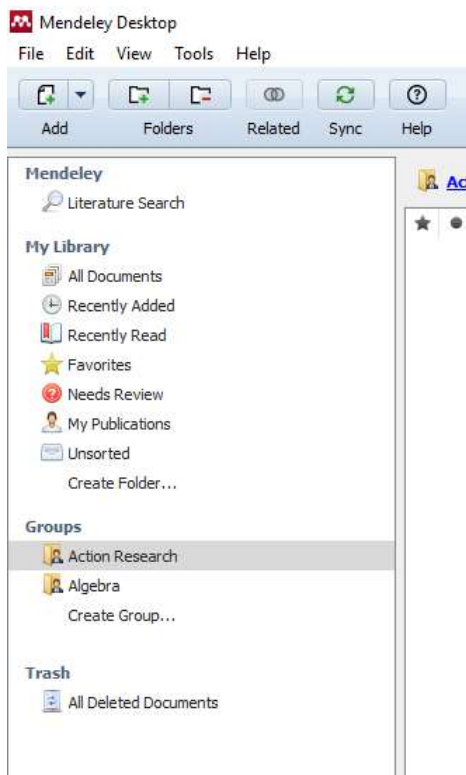 Mendeley Desktop
File Edit View Tools Help
Add Folders Related Sync Help
Mendeley
Literature Search
My Library
All Documents
Recently Added
Recently Read
Favorites
Needs Review
My Publications
Unsorted
Create Folder...
Groups
Action Research
Algebra
Create Group...
Trash
All Deleted Documents
Ac